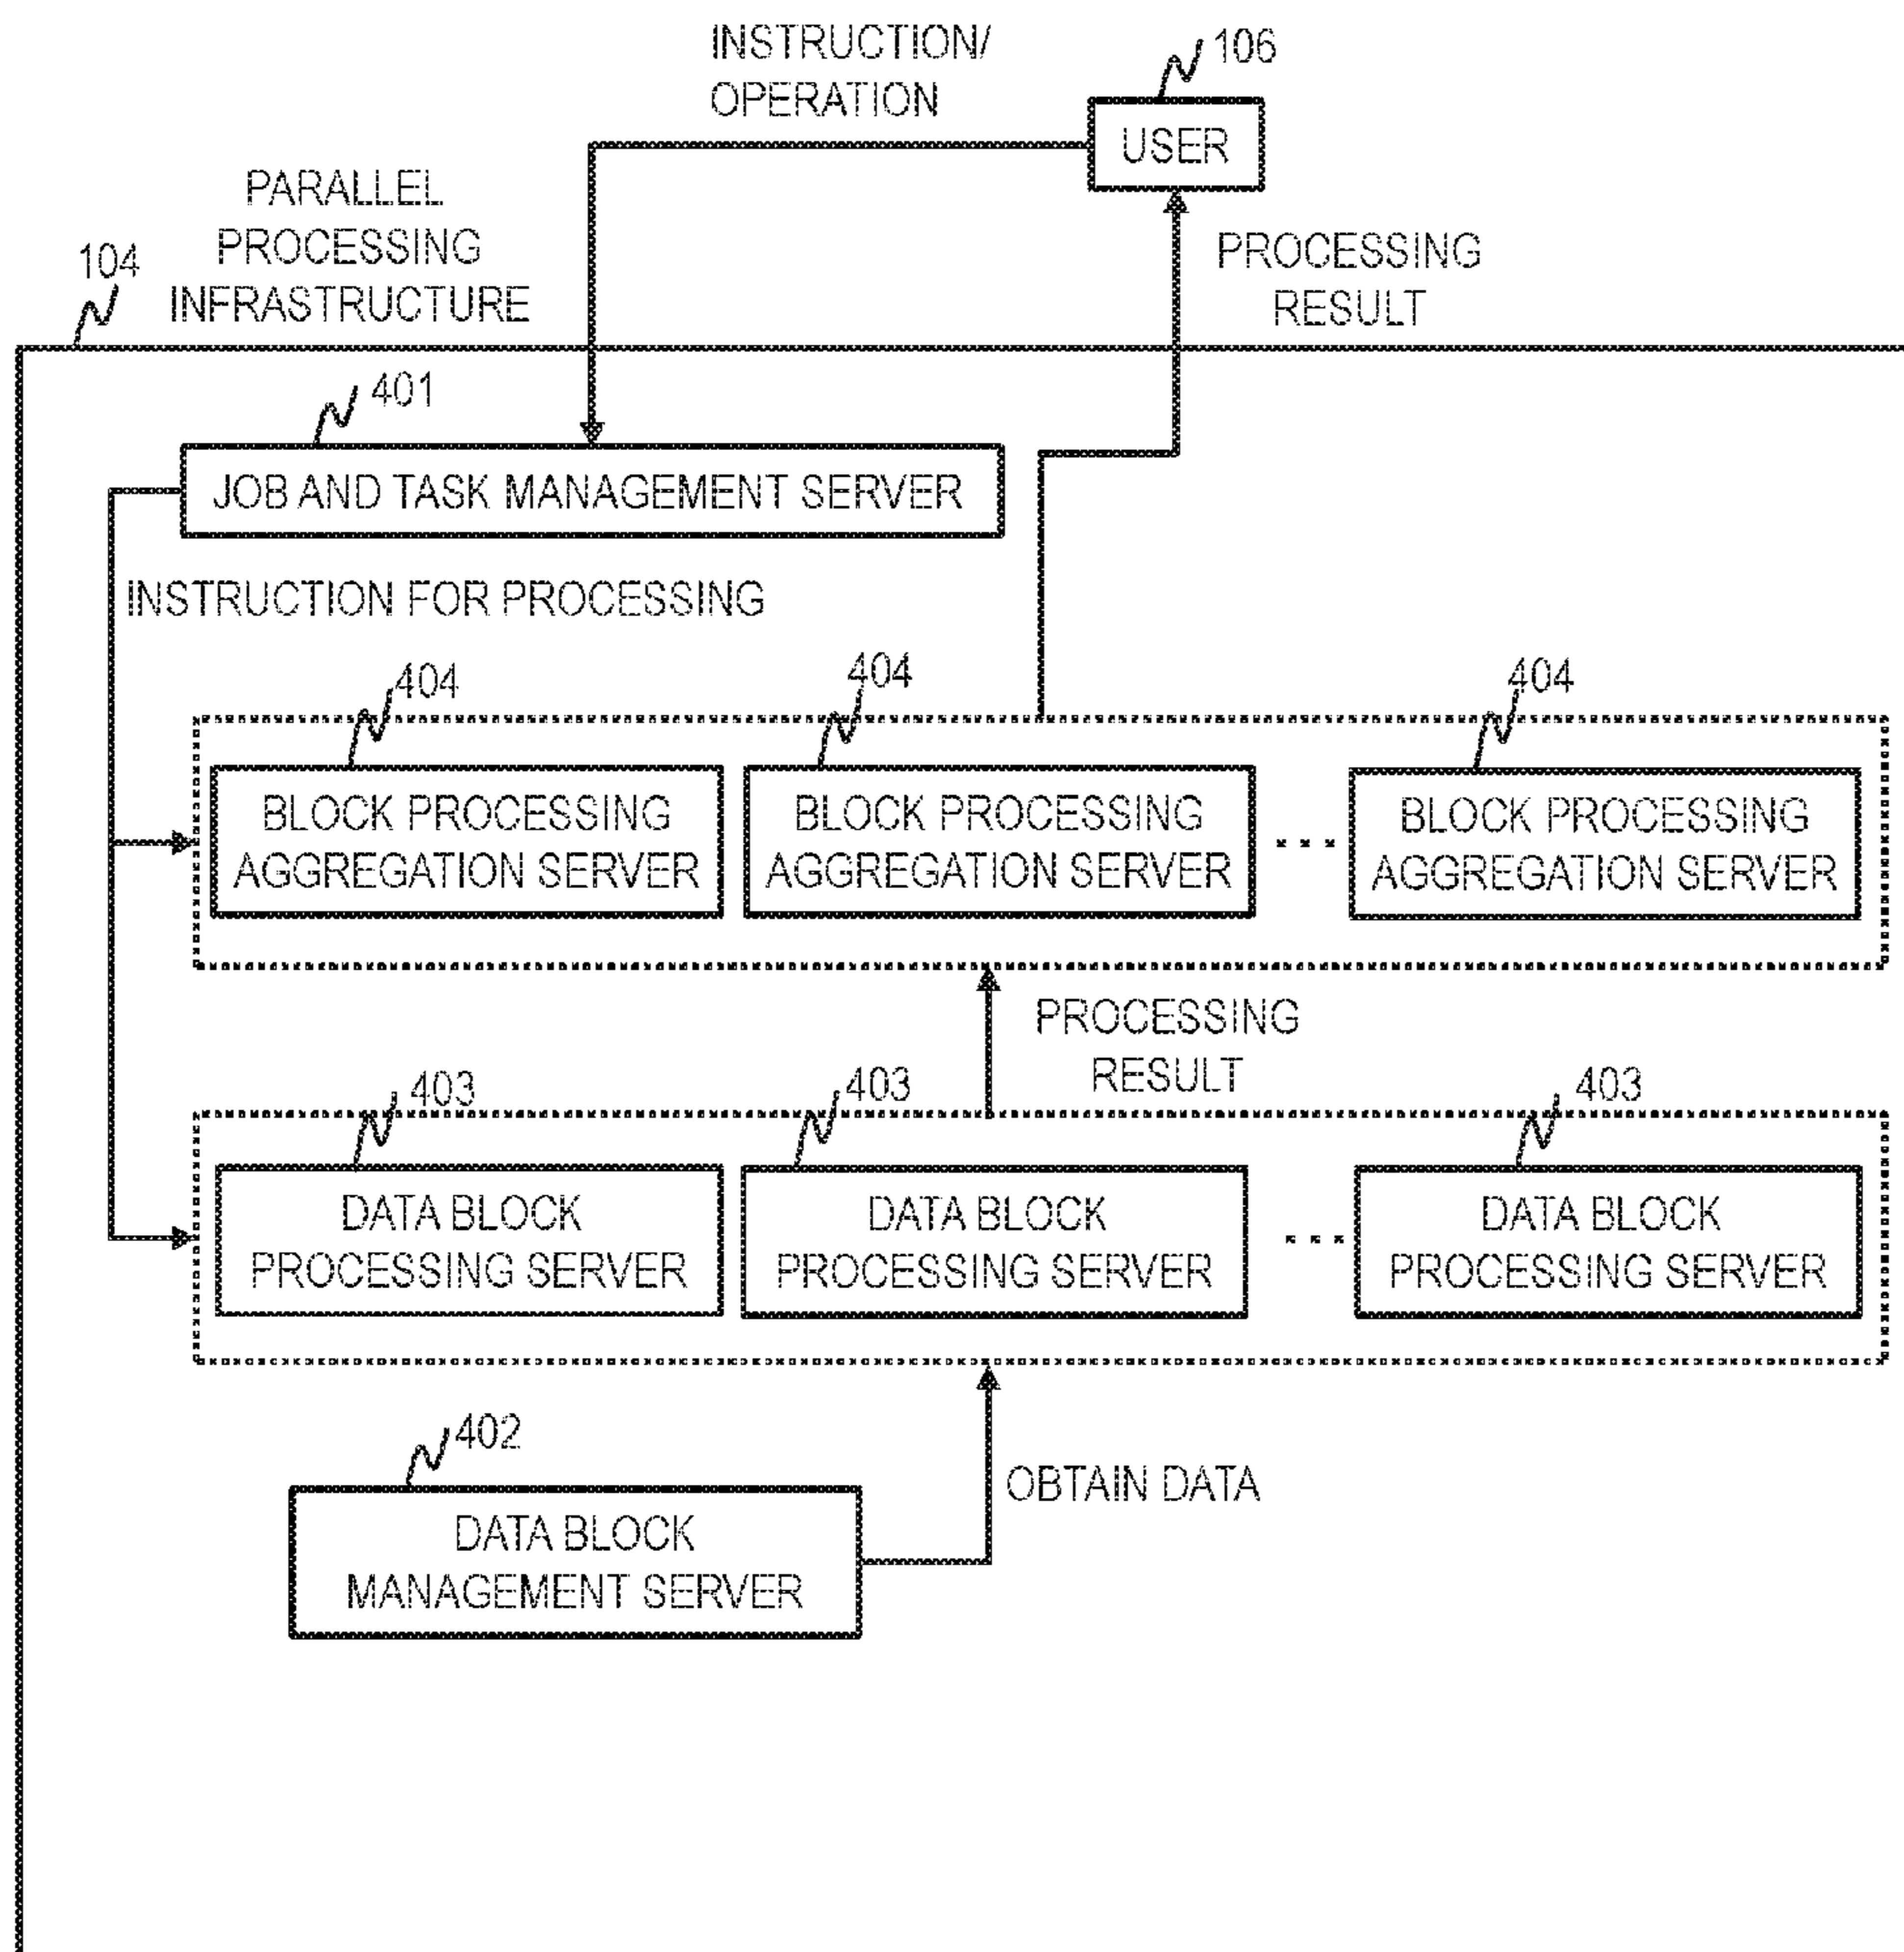 INSTRUCTION/
OPERATION
106
USER
PARALLEL
PROCESSING
INFRASTRUCTURE
104
PROCESSING
RESULT
401
JOB AND TASK MANAGEMENT SERVER
INSTRUCTION FOR PROCESSING
404
404
404
BLOCK PROCESSING
AGGREGATION SERVER
BLOCK PROCESSING
AGGREGATION SERVER
...
BLOCK PROCESSING
AGGREGATION SERVER
PROCESSING
RESULT
403
403
403
DATA BLOCK
PROCESSING SERVER
DATA BLOCK
PROCESSING SERVER
...
DATA BLOCK
PROCESSING SERVER
402
DATA BLOCK
MANAGEMENT SERVER
OBTAIN DATA